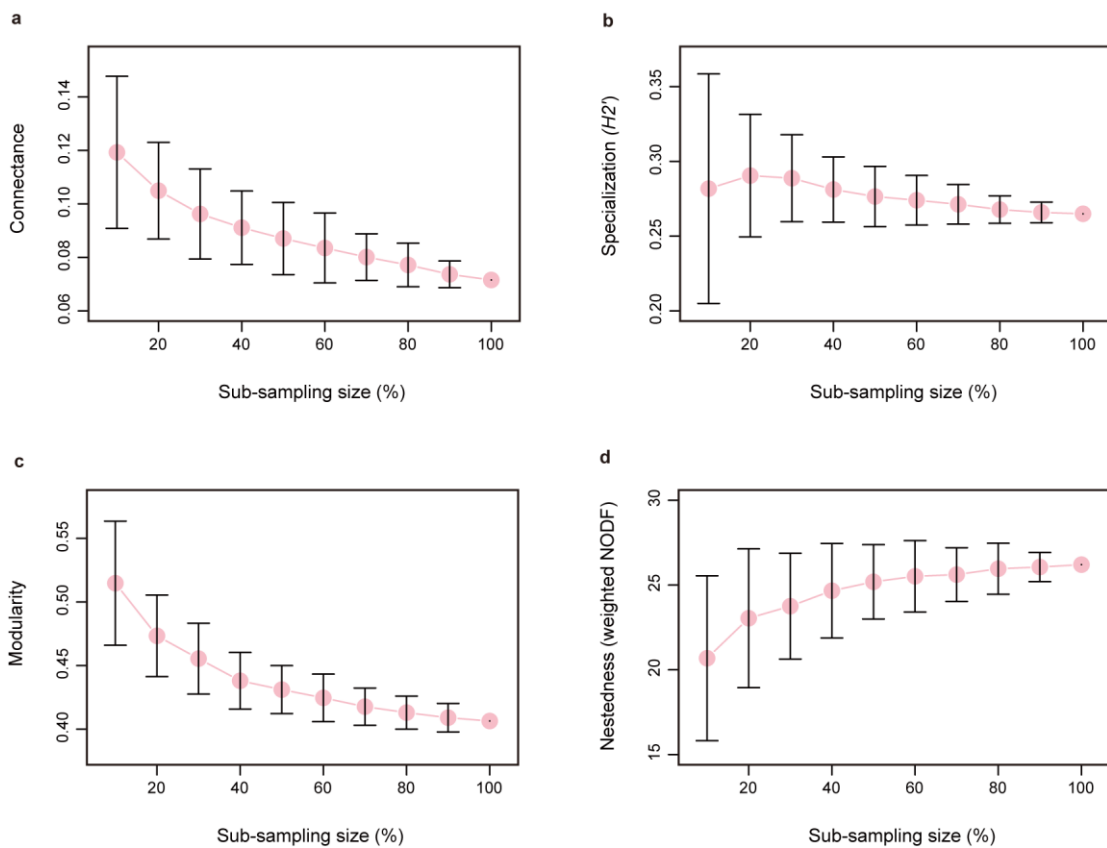 a
Connectance
0.14
0.12
0.10
0.08
0.06
20 40 60 80 100
Sub-sampling size (%)
b
Specialization (H2')
0.35
0.30
0.25
0.20
20 40 60 80 100
Sub-sampling size (%)
c
Modularity
0.55
0.50
0.45
0.40
20 40 60 80 100
Sub-sampling size (%)
d
Nestedness (weighted NODF)
30
25
20
15
20 40 60 80 100
Sub-sampling size (%)